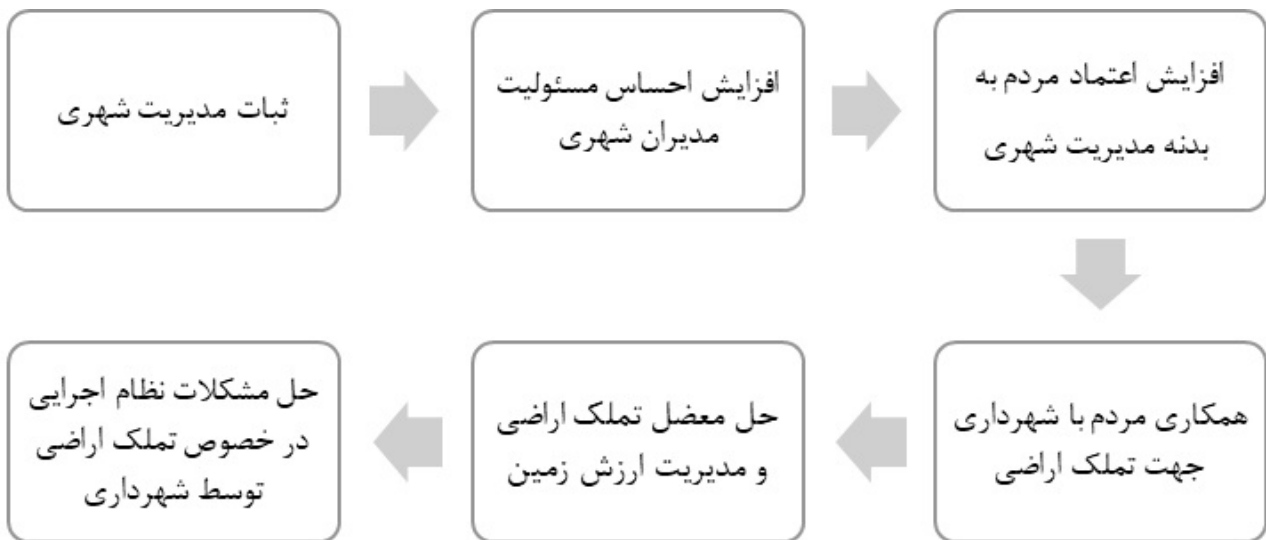 ثبات مدیریت شهری
افزایش احساس مسئولیت
مدیران شهری
افزایش اعتماد مردم به
بدنه مدیریت شهری
همکاری مردم با شهرداری
جهت تملک اراضی
حل معضل تملک اراضی
و مدیریت ارزش زمین
حل مشکلات نظام اجرایی
در خصوص تملک اراضی
توسط شهرداری